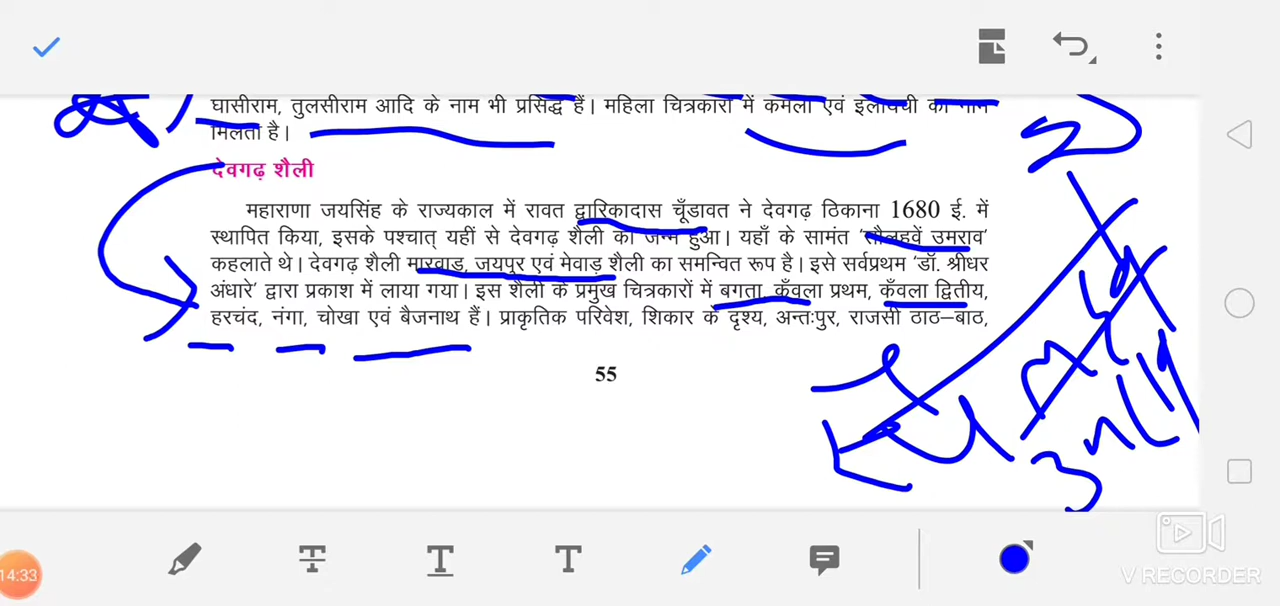 घासीराम, तुलसीराम आदि के नाम भी प्रसिद्ध हैं। महिला चित्रकारों में कमला एवं इलायची का नाम
मिलता है।
देवगढ़ शैली
महाराणा जयसिंह के राज्यकाल में रावत द्वारिकादास चूँडावत ने देवगढ़ ठिकाना 1680 ई. में
स्थापित किया, इसके पश्चात् यहीं से देवगढ़ शैली का जन्म हुआ। यहाँ के सामंत 'सौलहवें उमराव'
कहलाते थे। देवगढ़ शैली मारवाड़, जयपुर एवं मेवाड़ शैली का समन्वित रूप है। इसे सर्वप्रथम 'डॉ. श्रीधर
अंधारे' द्वारा प्रकाश में लाया गया। इस शैली के प्रमुख चित्रकारों में बगता, कँवला प्रथम, कँवला द्वितीय,
हरचंद, नंगा, चोखा एवं बैजनाथ हैं। प्राकृतिक परिवेश, शिकार के दृश्य, अन्तःपुर, राजसी ठाठ–बाठ,
55
T T T
14:33
V RECORDER